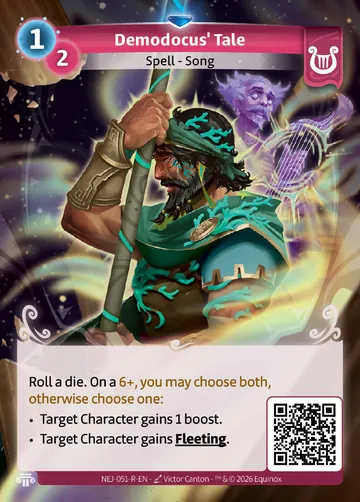 1
Demodocus' Tale
2
Spell - Song
Roll a die. On a 6+, you may choose both,
otherwise choose one:
• Target Character gains 1 boost.
• Target Character gains Fleeting.
NEJ-051-R-EN - Victor Canton - ™ & © 2026 Equinox